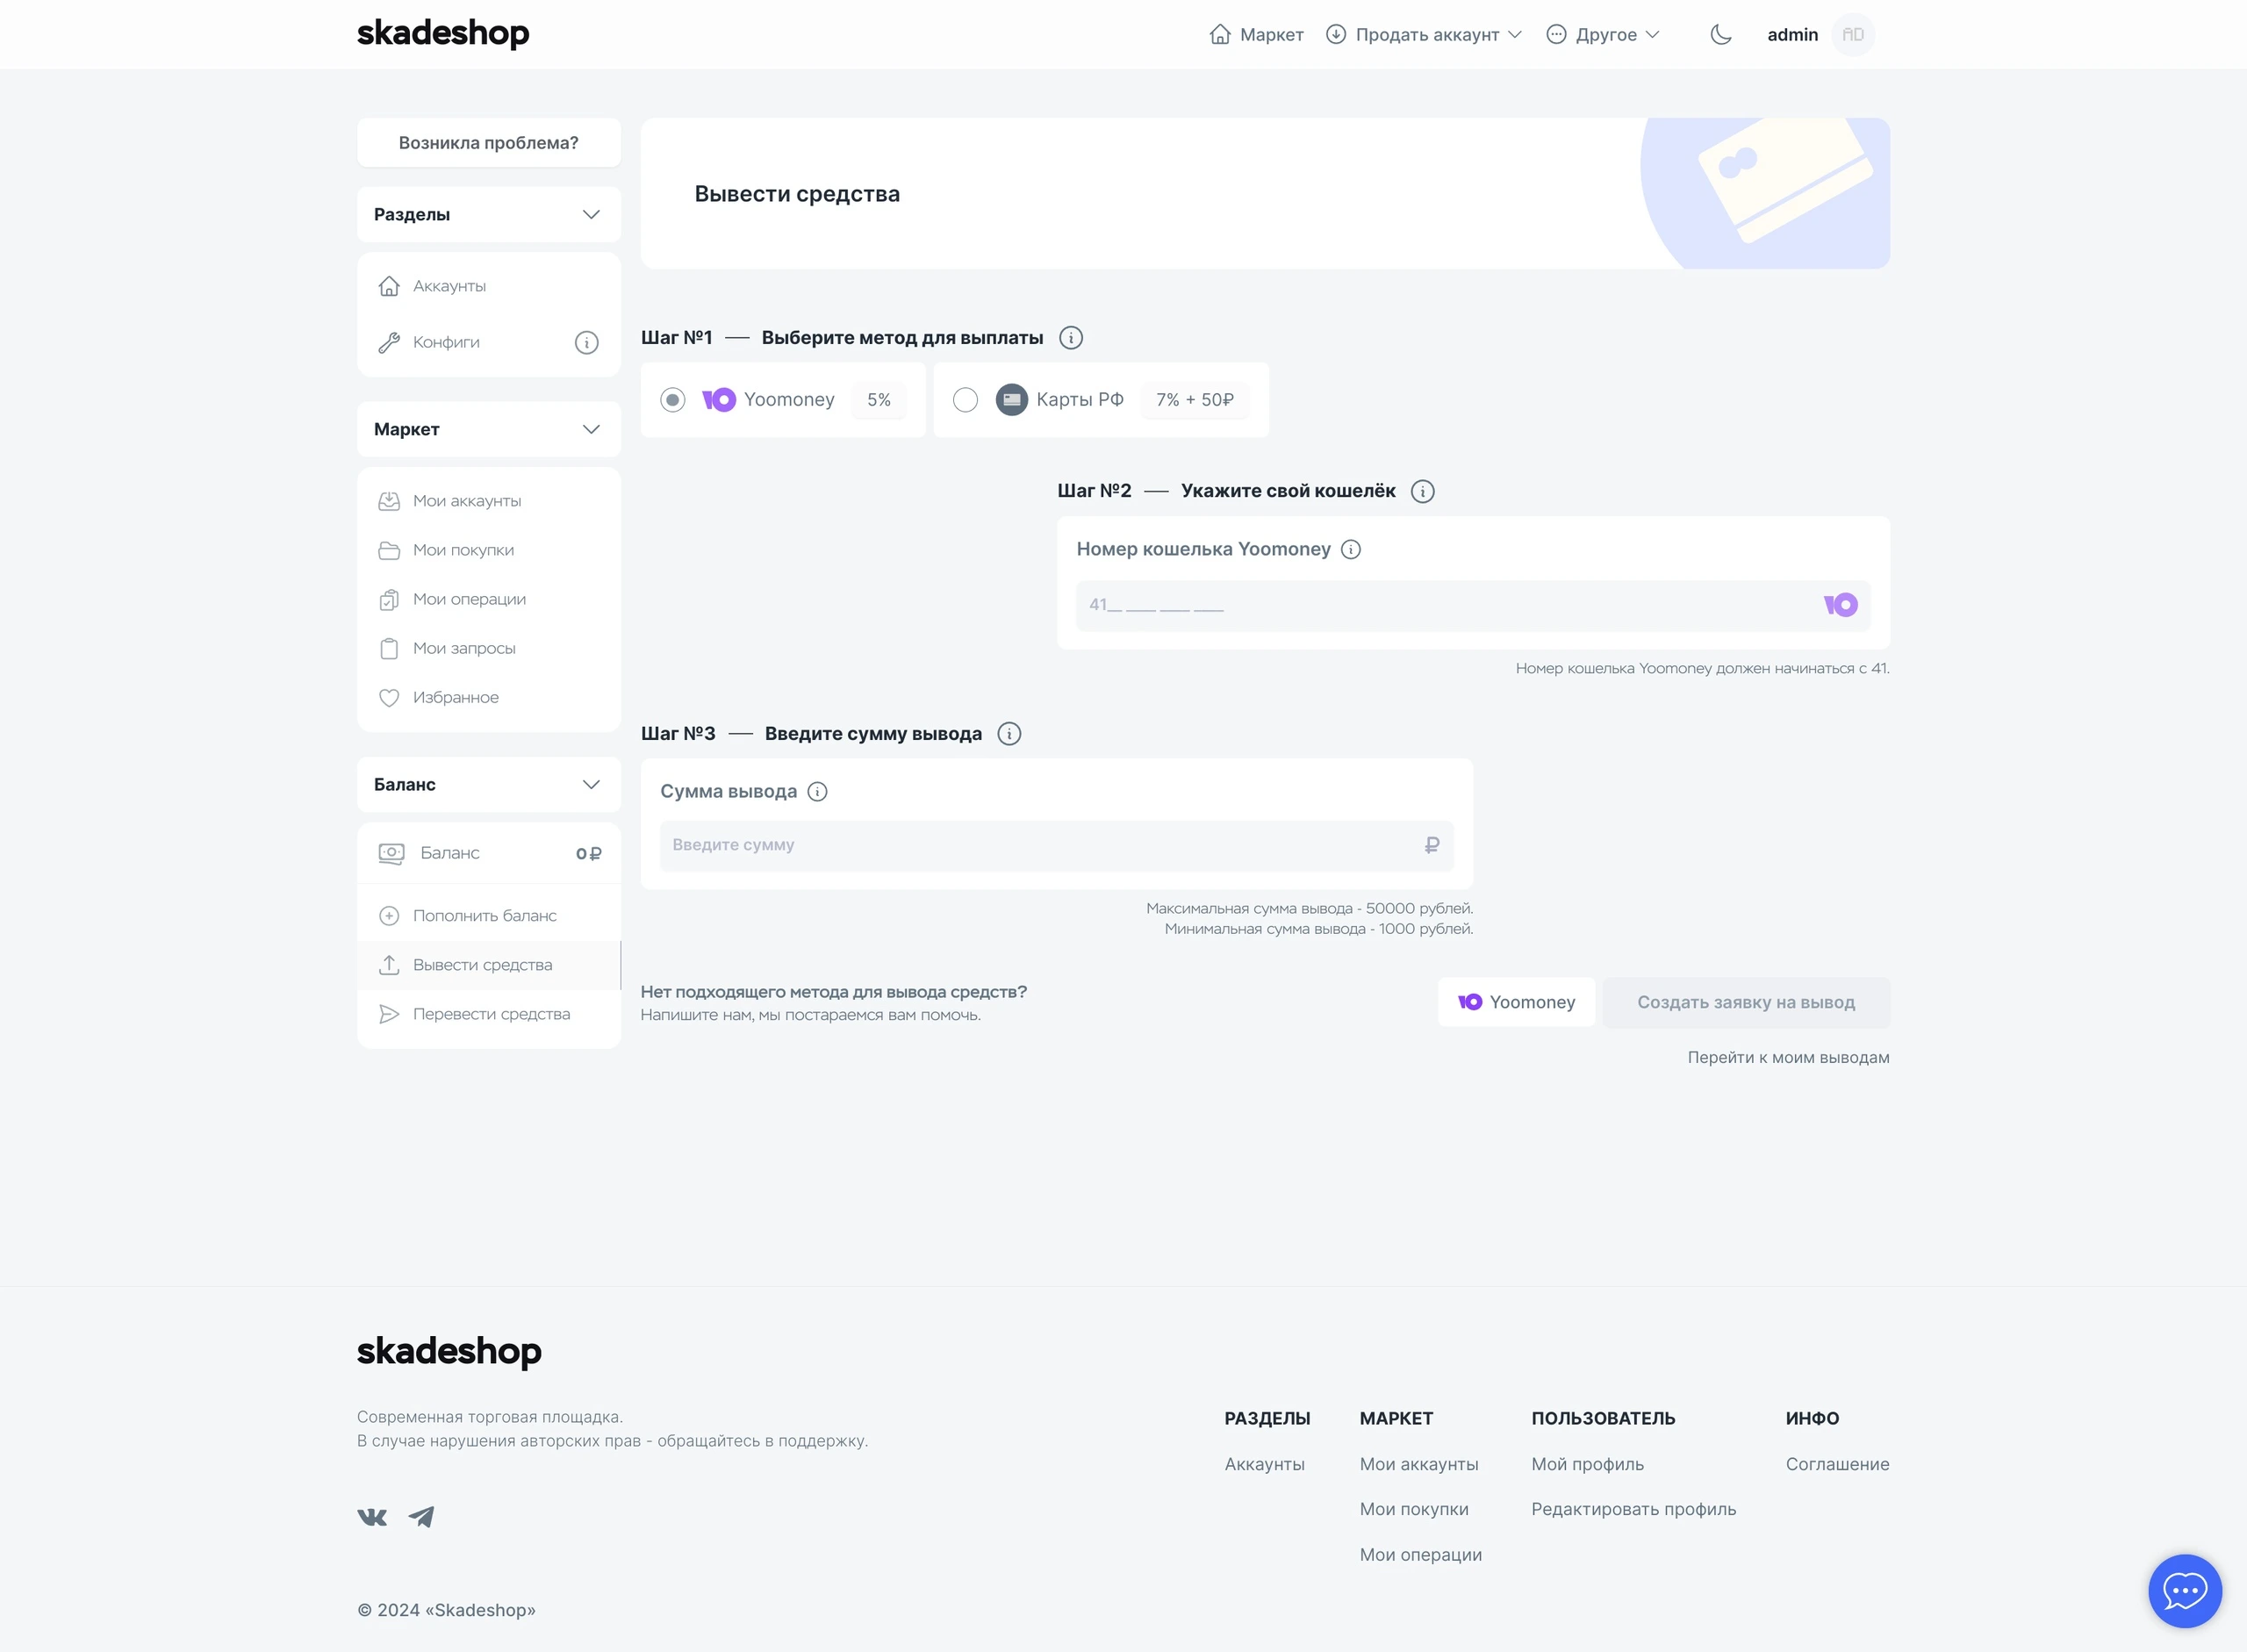 skadeshop
Маркет
Продать аккаунт
Другое
admin
AD
Возникла проблема?
Разделы
Аккаунты
Конфиги
Маркет
Мои аккаунты
Мои покупки
Мои операции
Мои запросы
Избранное
Баланс
Баланс 0 ₽
Пополнить баланс
Вывести средства
Перевести средства
Вывести средства
Шаг №1 — Выберите метод для выплаты
Yoomoney 5%
Карты РФ 7% + 50₽
Шаг №2 — Укажите свой кошелёк
Номер кошелька Yoomoney
41__ ____ ____ ____
Номер кошелька Yoomoney должен начинаться с 41.
Шаг №3 — Введите сумму вывода
Сумма вывода
Введите сумму ₽
Максимальная сумма вывода - 50000 рублей.
Минимальная сумма вывода - 1000 рублей.
Нет подходящего метода для вывода средств?
Напишите нам, мы постараемся вам помочь.
Yoomoney
Создать заявку на вывод
Перейти к моим выводам
skadeshop
Современная торговая площадка.
В случае нарушения авторских прав - обращайтесь в поддержку.
РАЗДЕЛЫ
Аккаунты
МАРКЕТ
Мои аккаунты
Мои покупки
Мои операции
ПОЛЬЗОВАТЕЛЬ
Мой профиль
Редактировать профиль
ИНФО
Соглашение
© 2024 «Skadeshop»